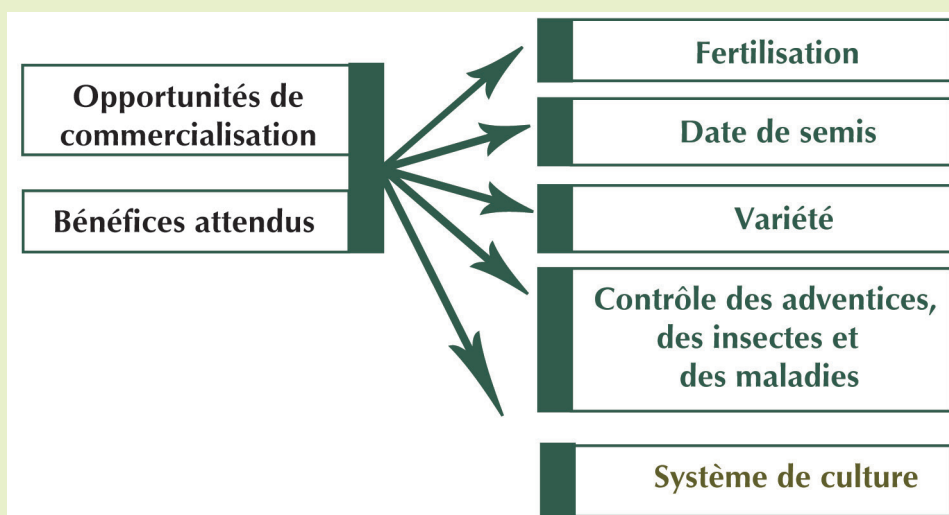 Opportunités de
commercialisation
Bénéfices attendus
Fertilisation
Date de semis
Variété
Contrôle des adventices,
des insectes et
des maladies
Système de culture